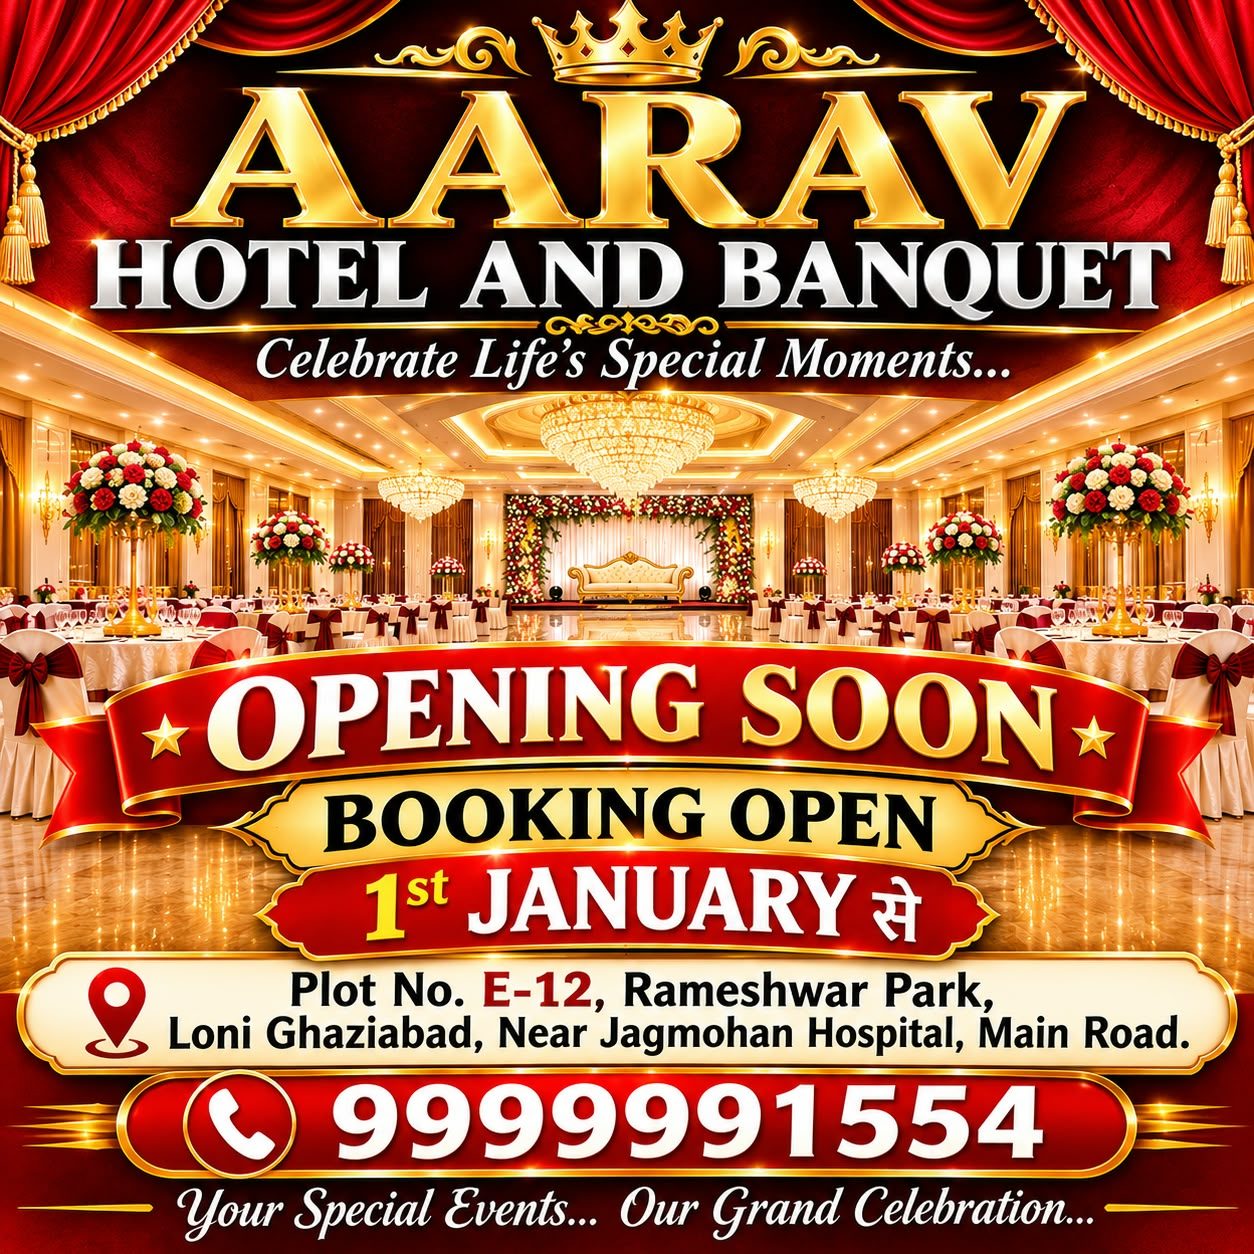 AARAV
HOTEL AND BANQUET
Celebrate Life's Special Moments...
OPENING SOON
BOOKING OPEN
1st JANUARY से
Plot No. E-12, Rameshwar Park,
Loni Ghaziabad, Near Jagmohan Hospital, Main Road.
9999991554
Your Special Events... Our Grand Celebration...